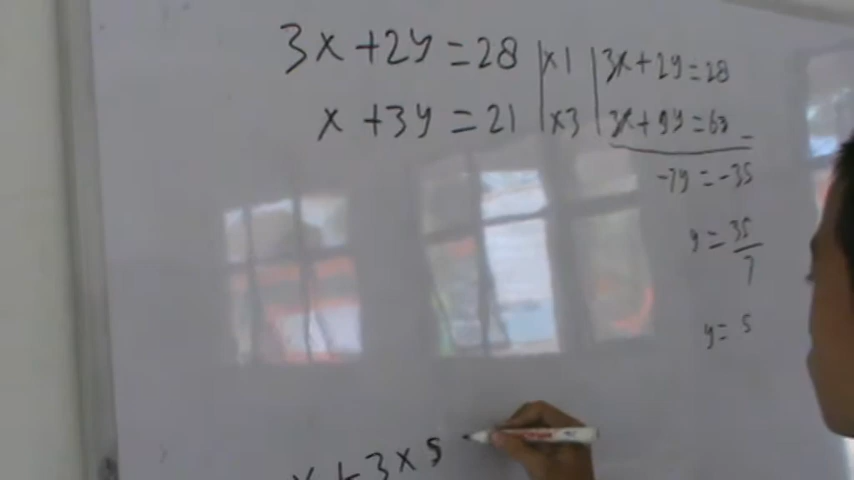 3x + 2y = 28 | x1 | 3x + 2y = 28
x + 3y = 21 | x3 | 3x + 9y = 63 -
-7y = -35
y = 35/7
y = 5
x + 3 x 5